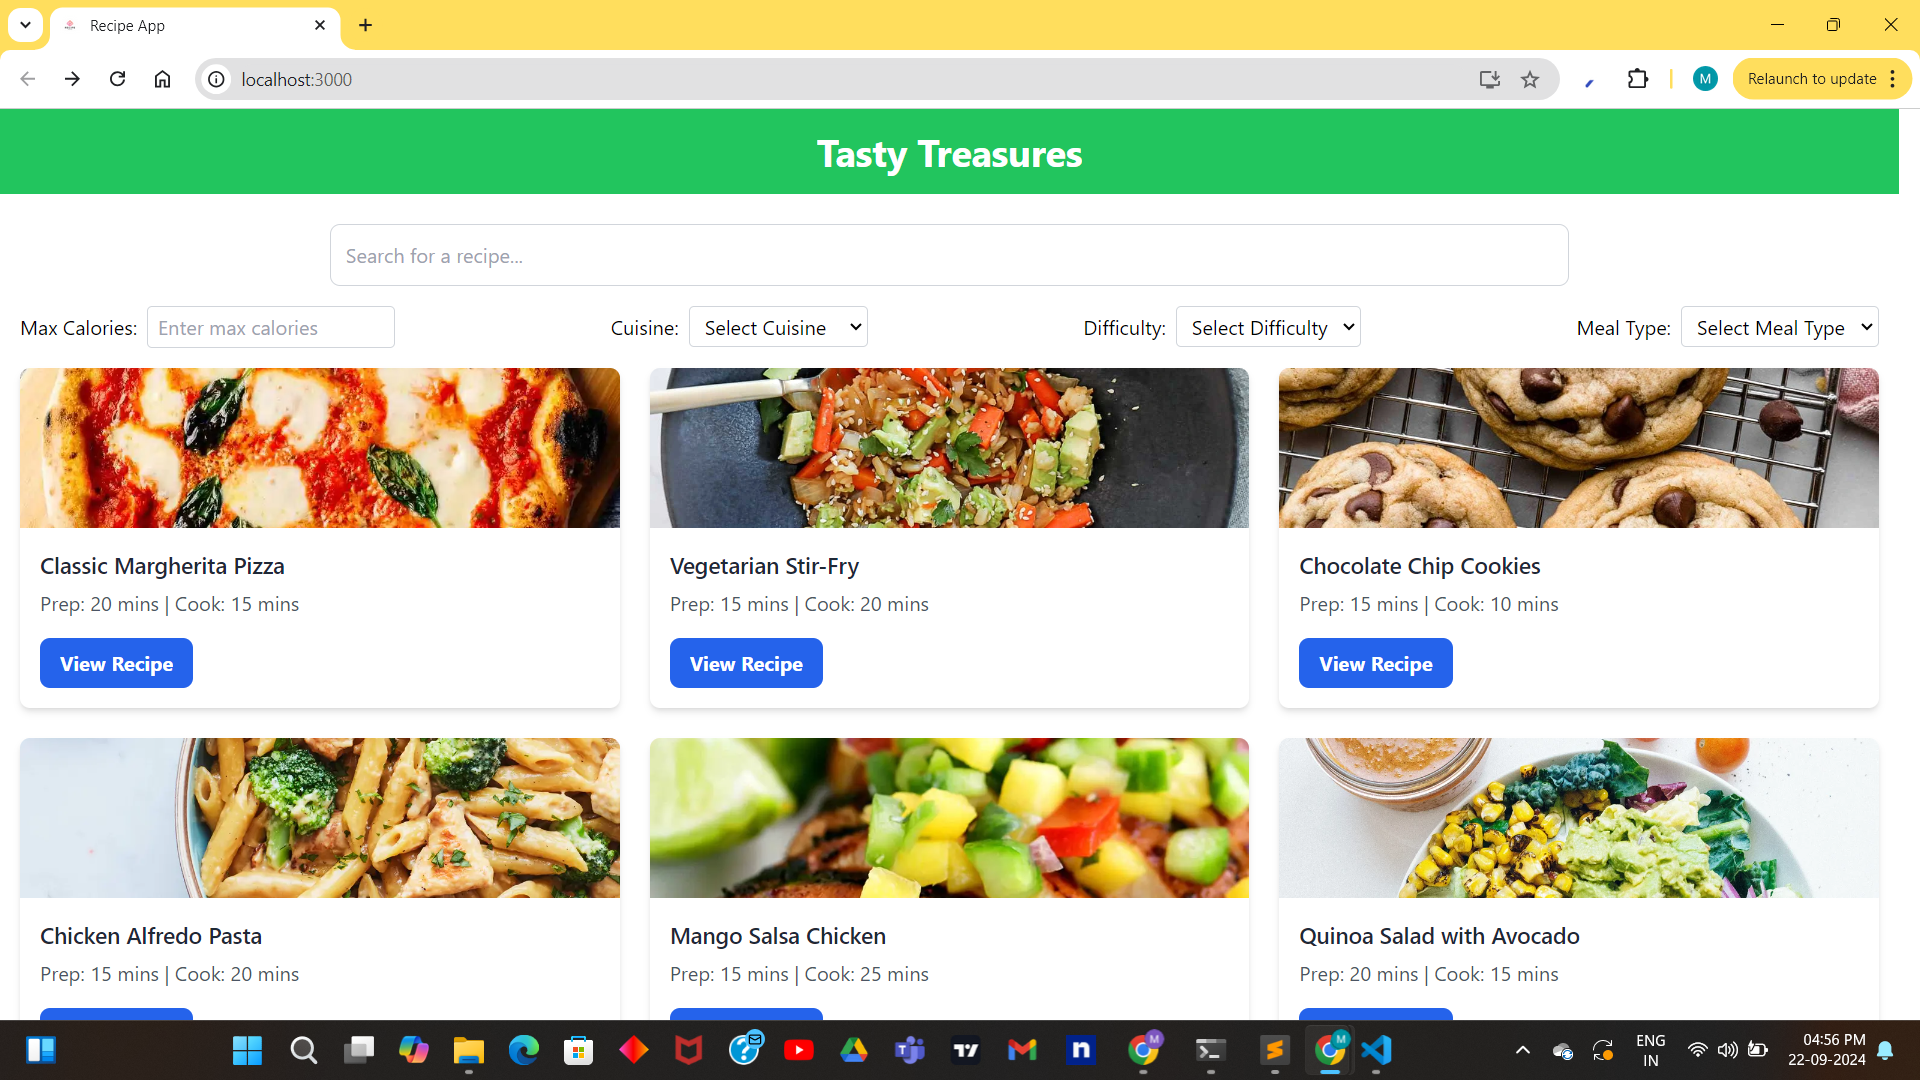 Recipe App
localhost:3000
M
Relaunch to update
Tasty Treasures
Search for a recipe...
Max Calories: Enter max calories Cuisine: Select Cuisine Difficulty: Select Difficulty Meal Type: Select Meal Type
Classic Margherita Pizza
Prep: 20 mins | Cook: 15 mins
View Recipe
Vegetarian Stir-Fry
Prep: 15 mins | Cook: 20 mins
View Recipe
Chocolate Chip Cookies
Prep: 15 mins | Cook: 10 mins
View Recipe
Chicken Alfredo Pasta
Prep: 15 mins | Cook: 20 mins
Mango Salsa Chicken
Prep: 15 mins | Cook: 25 mins
Quinoa Salad with Avocado
Prep: 20 mins | Cook: 15 mins
M
M
ENG
IN
04:56 PM
22-09-2024